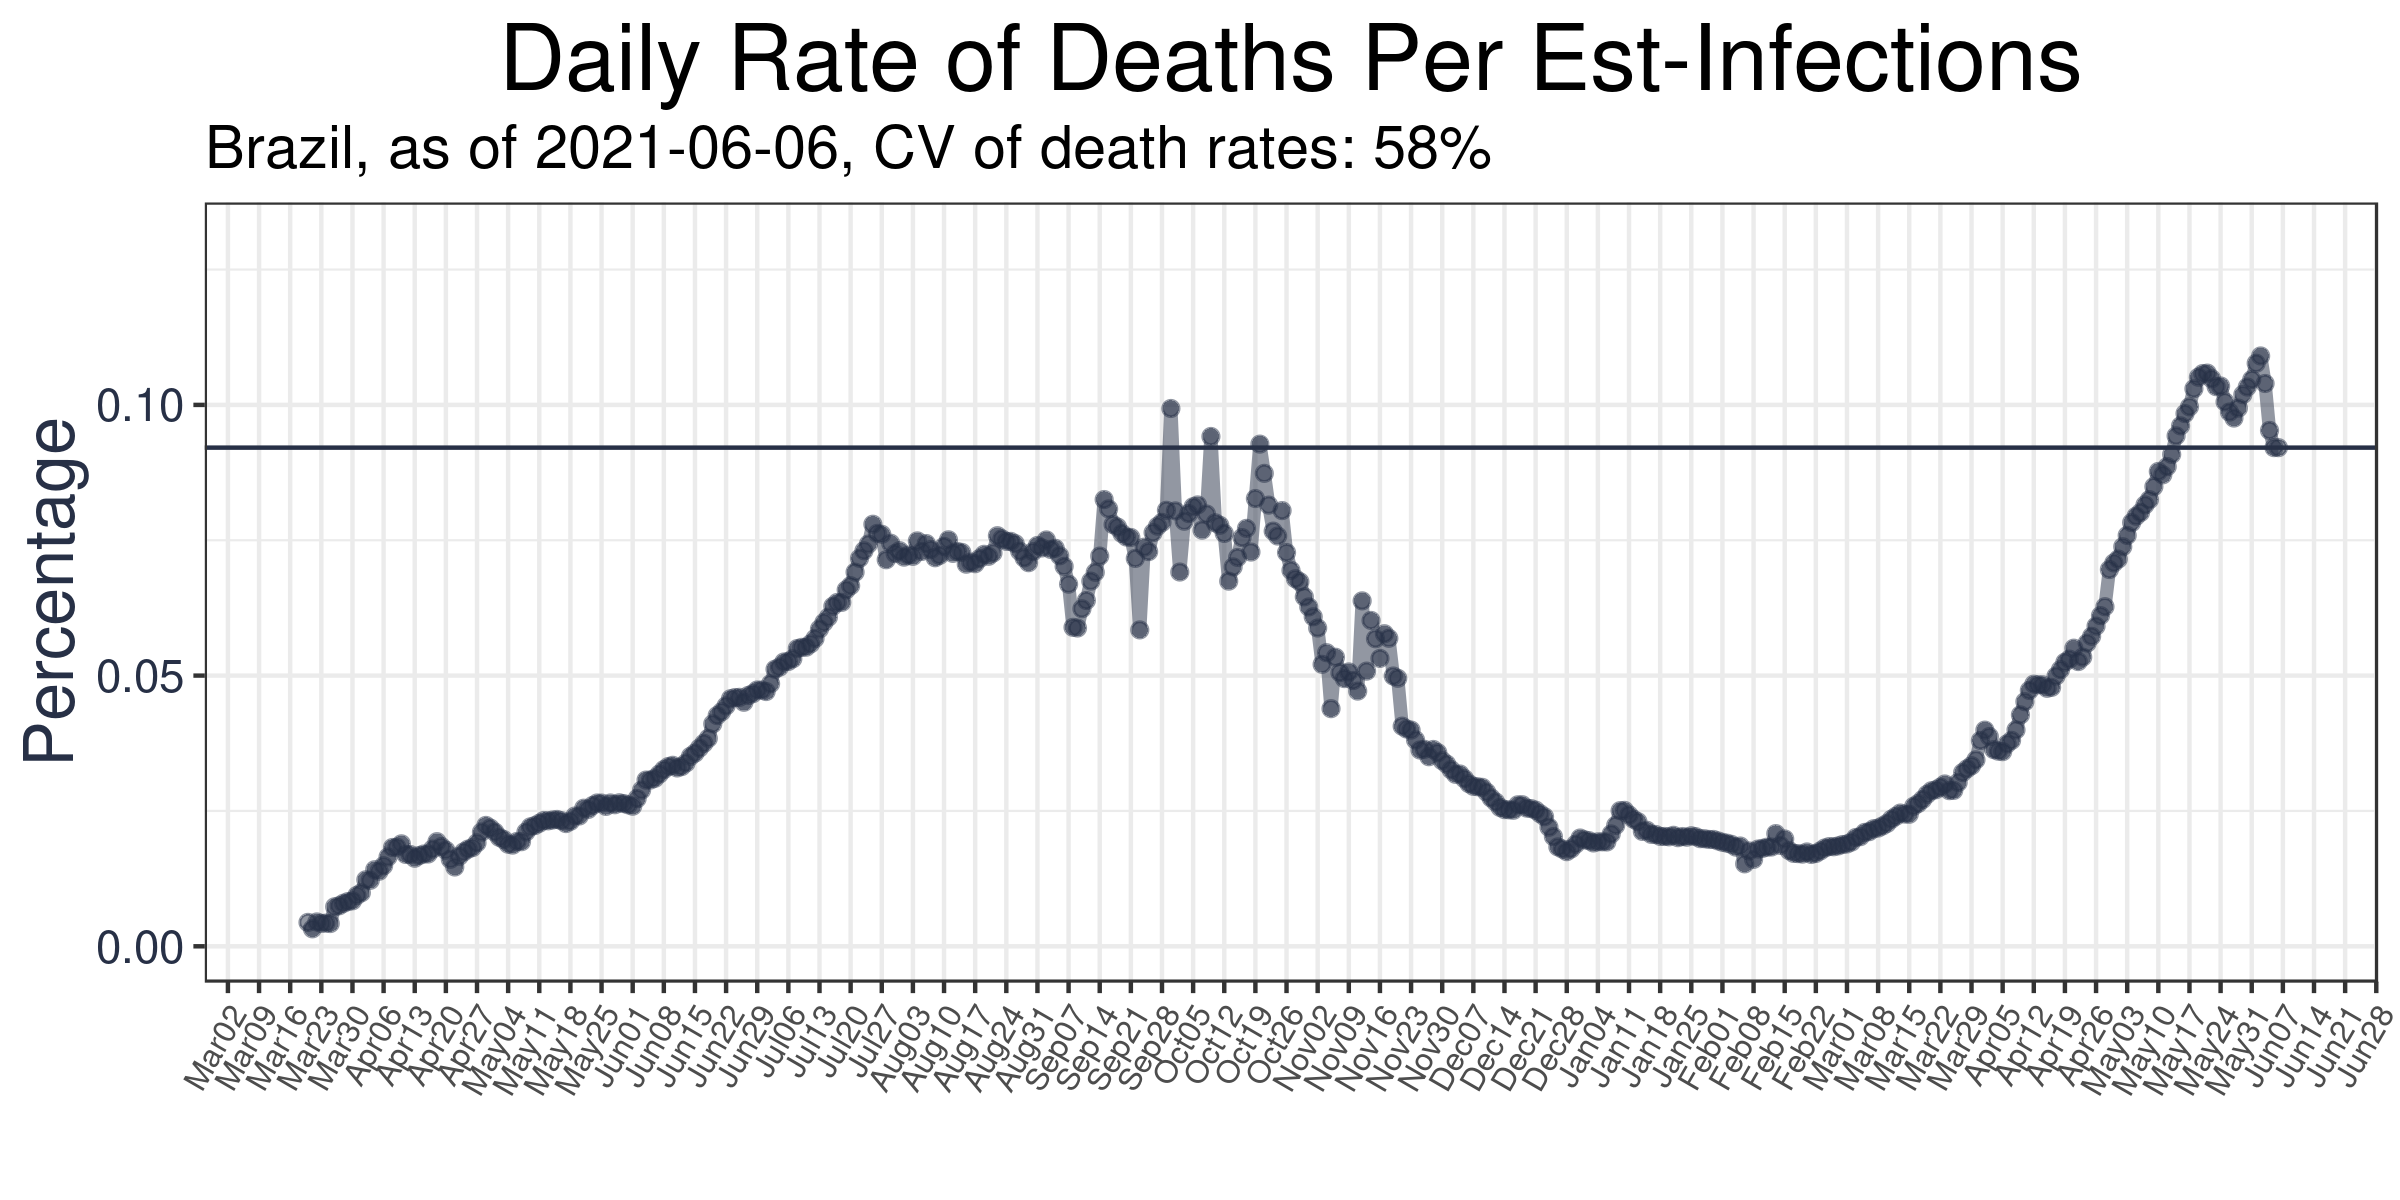 Daily Rate of Deaths Per Est-Infections
Brazil, as of 2021-06-06, CV of death rates: 58%
Percentage
0.10
0.05
0.00
Mar02
Mar09
Mar16
Mar23
Mar30
Apr06
Apr13
Apr20
Apr27
May04
May11
May18
May25
Jun01
Jun08
Jun15
Jun22
Jun29
Jul06
Jul13
Jul20
Jul27
Aug03
Aug10
Aug17
Aug24
Aug31
Sep07
Sep14
Sep21
Sep28
Oct05
Oct12
Oct19
Oct26
Nov02
Nov09
Nov16
Nov23
Nov30
Dec07
Dec14
Dec21
Dec28
Jan04
Jan11
Jan18
Jan25
Feb01
Feb08
Feb15
Feb22
Mar01
Mar08
Mar15
Mar22
Mar29
Apr05
Apr12
Apr19
Apr26
May03
May10
May17
May24
May31
Jun07
Jun14
Jun21
Jun28